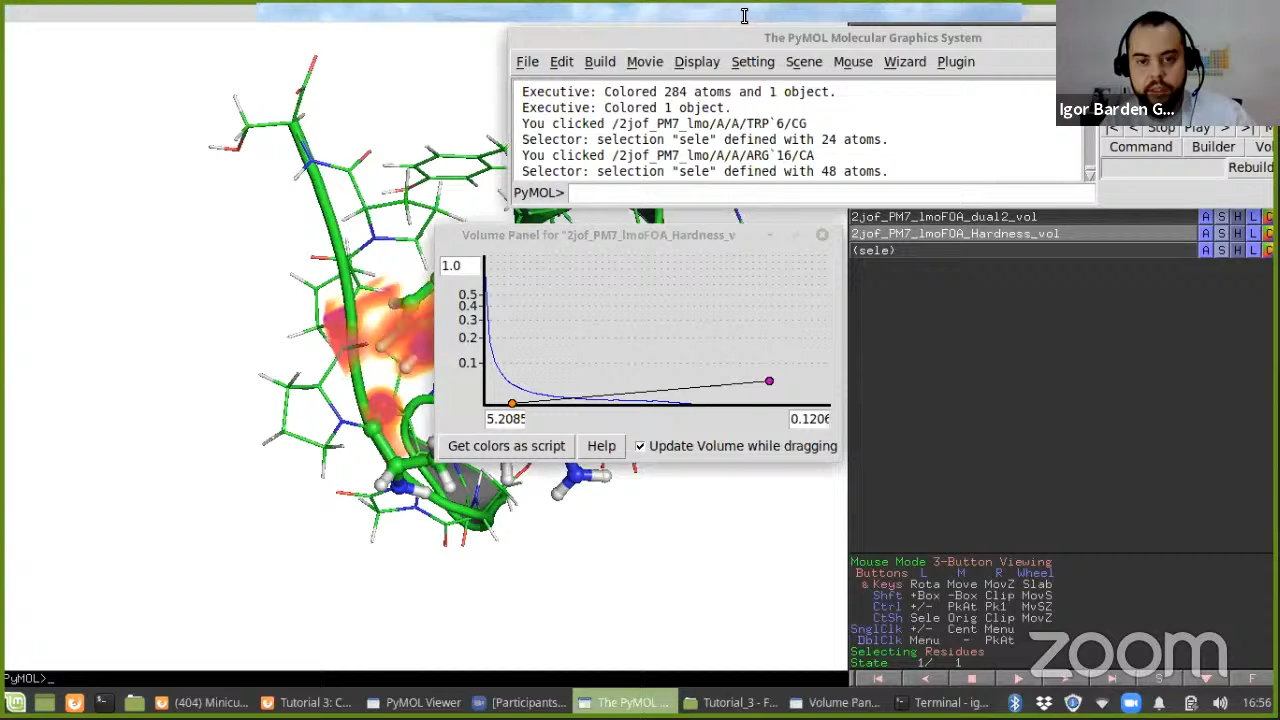 The PyMOL Molecular Graphics System
File Edit Build Movie Display Setting Scene Mouse Wizard Plugin
Executive: Colored 284 atoms and 1 object.
Executive: Colored 1 object.
You clicked /2jof_PM7_lmo/A/A/TRP`6/CG
Selector: selection "sele" defined with 24 atoms.
You clicked /2jof_PM7_lmo/A/A/ARG`16/CA
Selector: selection "sele" defined with 48 atoms.
PyMOL>
Igor Barden G...
|< < Stop Play > >|
Command Builder Vo
Rebuild
2jof_PM7_lmoFOA_dual2_vol A S H L C
2jof_PM7_lmoFOA_Hardness_vol A S H L C
(sele) A S H L C
Volume Panel for "2jof_PM7_lmoFOA_Hardness_v
1.0
0.5
0.4
0.3
0.2
0.1
5.2085 0.1206
Get colors as script Help Update Volume while dragging
Mouse Mode 3-Button Viewing
Buttons L M R Wheel
& Keys Rota Move MovZ Slab
Shft +Box -Box Clip MovS
Ctrl +/- PkAt Pk1 MvSZ
CtSh Sele Orig Clip MovZ
SnglClk +/- Cent Menu
DblClk Menu - PkAt
Selecting Residues
State 1/ 1
zoom
PyMOL>_
S F
(404) Minicu... Tutorial 3: C... PyMOL Viewer [Participants... The PyMOL ... Tutorial_3 - F... Volume Pan... Terminal - ig... 16:56